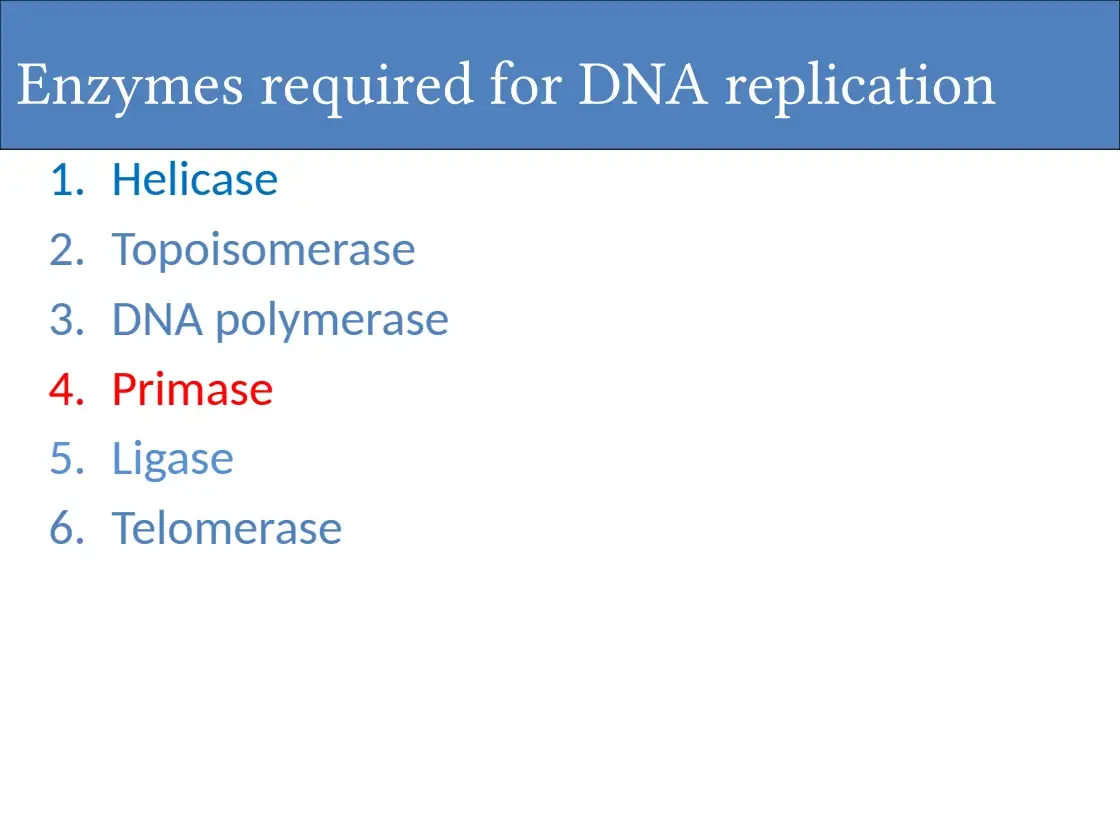 Enzymes required for DNA replication
1. Helicase
2. Topoisomerase
3. DNA polymerase
4. Primase
5. Ligase
6. Telomerase